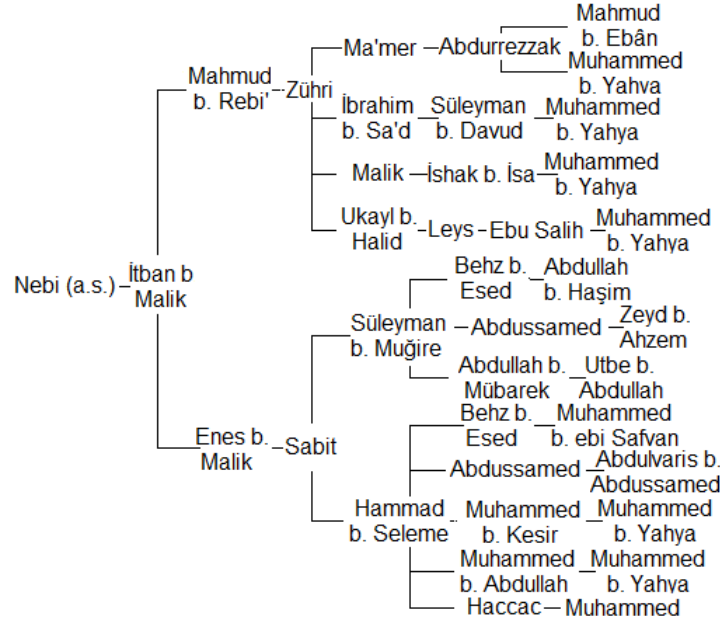 Mahmud
b. Ebân
Ma'mer
Abdurrezzak
Muhammed
b. Yahva
Mahmud
b. Rebi'
Zühri
İbrahim
b. Sa'd
Süleyman
b. Davud
Muhammed
b. Yahya
Malik
İshak b. İsa
Muhammed
b. Yahya
Ukayl b.
Halid
Leys
Ebu Salih
Muhammed
b. Yahya
Nebi (a.s.)
İtban b
Malik
Behz b.
Esed
Abdullah
b. Haşim
Süleyman
b. Muğire
Abdussamed
Zeyd b.
Ahzem
Abdullah b.
Mübarek
Utbe b.
Abdullah
Enes b.
Malik
Sabit
Behz b.
Esed
Muhammed
b. ebi Safvan
Abdussamed
Abdulvaris b.
Abdussamed
Hammad
b. Seleme
Muhammed
b. Kesir
Muhammed
b. Yahya
Muhammed
b. Abdullah
Muhammed
b. Yahya
Haccac
Muhammed